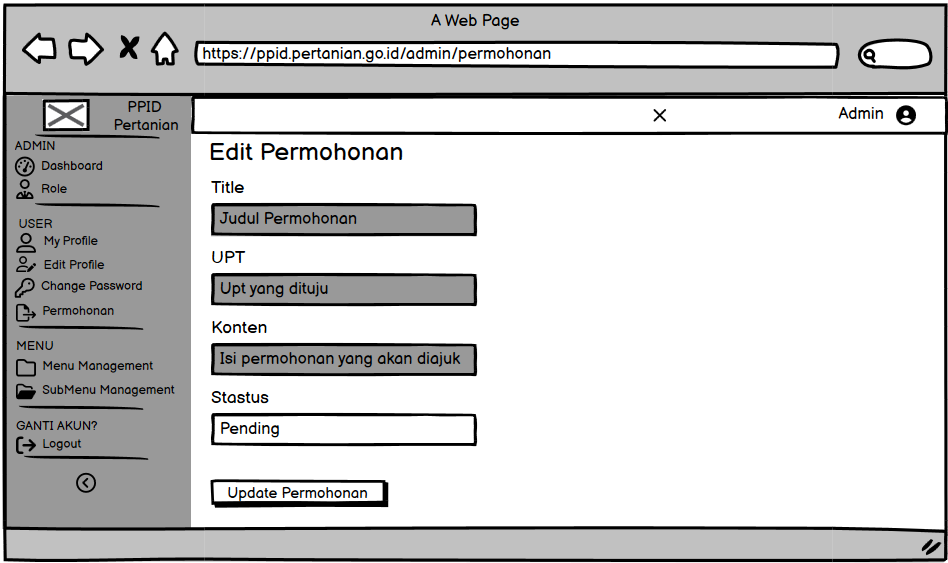 A Web Page
https://ppid.pertanian.go.id/admin/permohonan
PPID
Pertanian
Admin
ADMIN
Dashboard
Role
USER
My Profile
Edit Profile
Change Password
Permohonan
MENU
Menu Management
SubMenu Management
GANTI AKUN?
Logout
Edit Permohonan
Title
Judul Permohonan
UPT
Upt yang dituju
Konten
Isi permohonan yang akan diajuk
Stastus
Pending
Update Permohonan